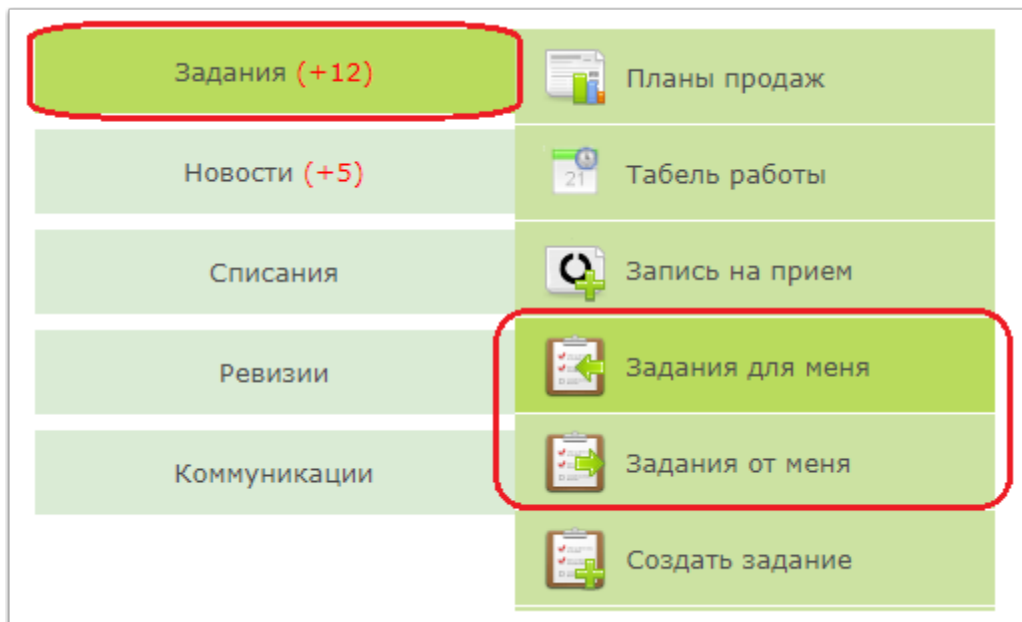 Задания (+12)
Новости (+5)
Списания
Ревизии
Коммуникации
Планы продаж
21
Табель работы
Запись на прием
Задания для меня
Задания от меня
Создать задание